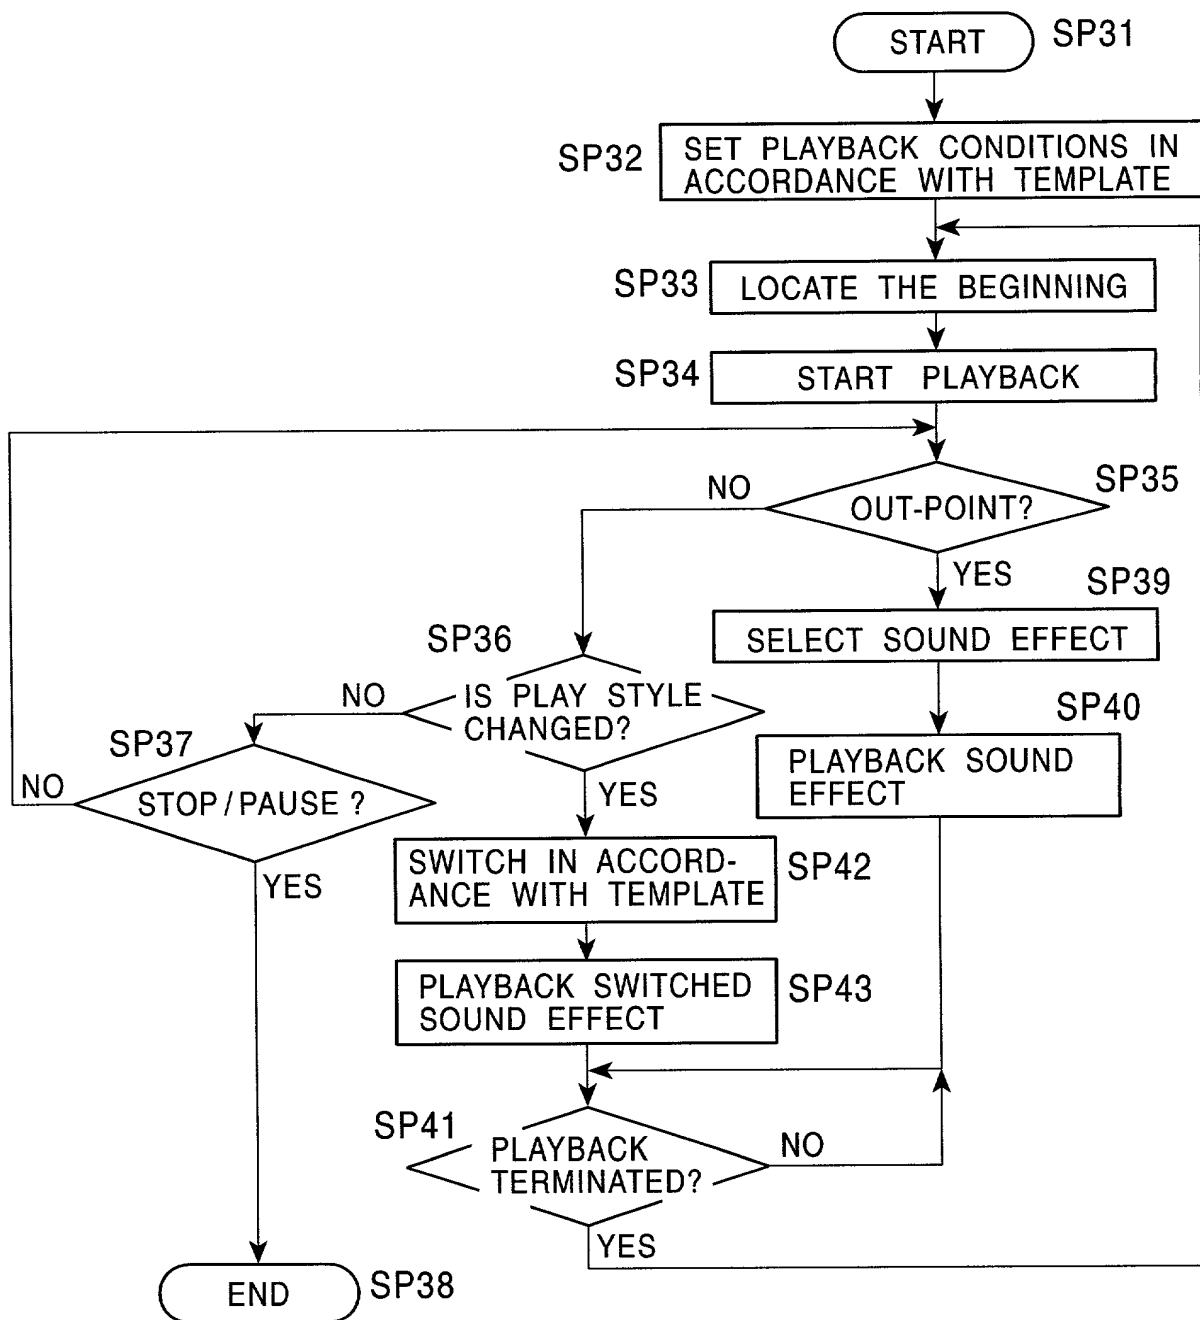 START
SP31
SP32
SET PLAYBACK CONDITIONS IN
ACCORDANCE WITH TEMPLATE
SP33
LOCATE THE BEGINNING
SP34
START PLAYBACK
SP35
OUT-POINT?
NO
YES
SP39
SELECT SOUND EFFECT
SP36
IS PLAY STYLE
CHANGED?
NO
YES
SP40
PLAYBACK SOUND
EFFECT
SP37
STOP/PAUSE ?
NO
YES
SWITCH IN ACCORD-
ANCE WITH TEMPLATE
SP42
PLAYBACK SWITCHED
SOUND EFFECT
SP43
SP41
PLAYBACK
TERMINATED?
NO
YES
END
SP38